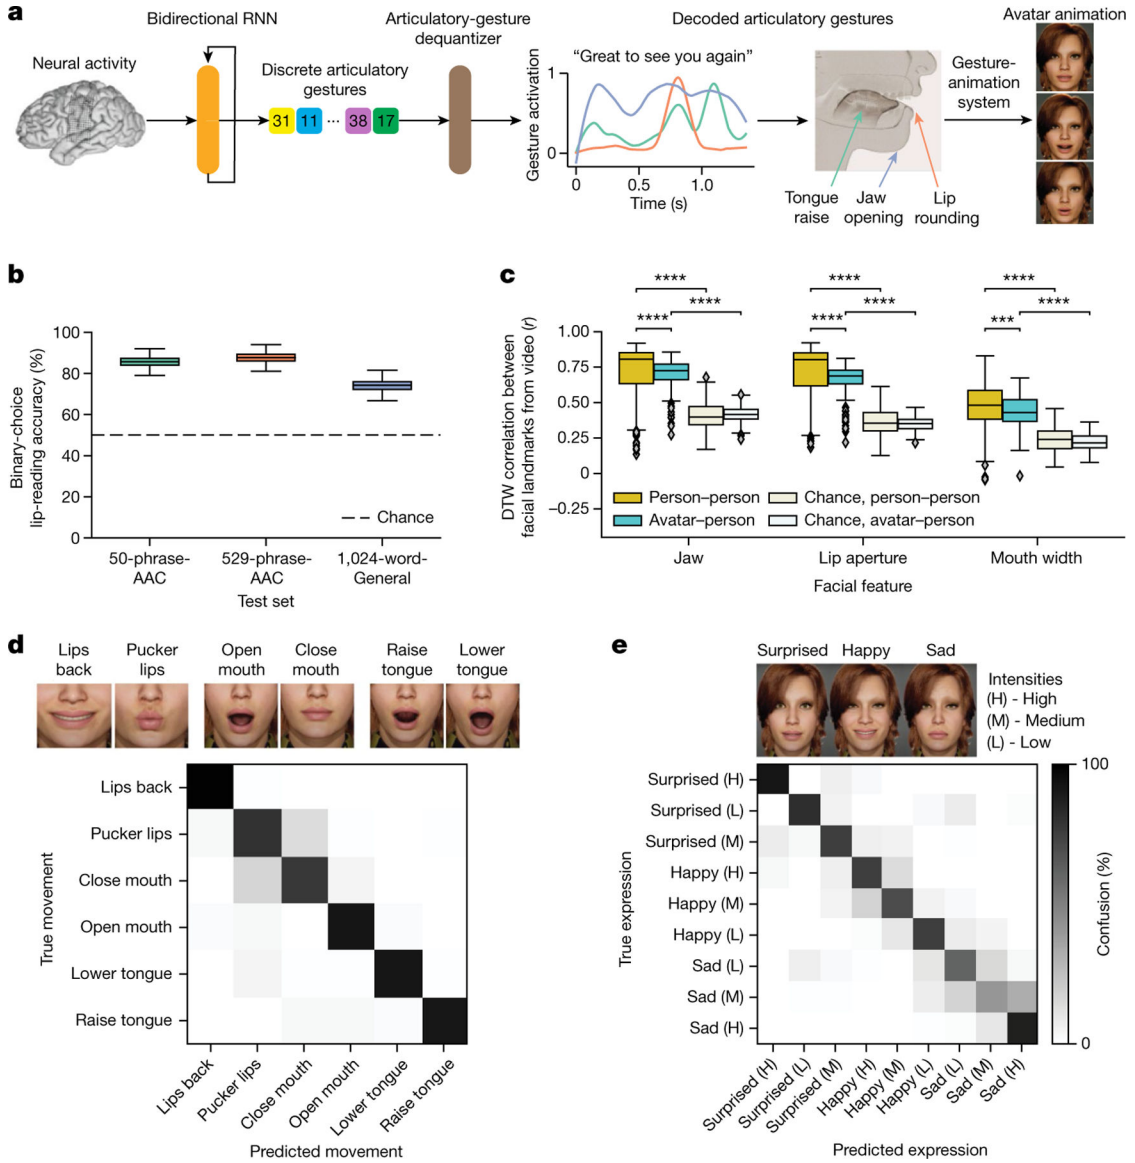 a
Bidirectional RNN
Articulatory-gesture
dequantizer
Decoded articulatory gestures
Avatar animation
Neural activity
Discrete articulatory
gestures
31 11 ... 38 17
“Great to see you again”
Gesture activation
1
0
0 0.5 1.0
Time (s)
Tongue
raise
Jaw
opening
Lip
rounding
Gesture-
animation
system
b
Binary-choice
lip-reading accuracy (%)
100
80
60
40
20
0
Chance
50-phrase-
AAC
529-phrase-
AAC
1,024-word-
General
Test set
c
DTW correlation between
facial landmarks from video (r)
**** **** ****
**** **** ****
**** **** ***
1.00
0.75
0.50
0.25
0
−0.25
Person–person
Avatar–person
Chance, person–person
Chance, avatar–person
Jaw
Lip aperture
Mouth width
Facial feature
d
Lips
back
Pucker
lips
Open
mouth
Close
mouth
Raise
tongue
Lower
tongue
True movement
Lips back
Pucker lips
Close mouth
Open mouth
Lower tongue
Raise tongue
Lips back
Pucker lips
Close mouth
Open mouth
Lower tongue
Raise tongue
Predicted movement
e
Surprised Happy Sad
Intensities
(H) - High
(M) - Medium
(L) - Low
True expression
Surprised (H)
Surprised (L)
Surprised (M)
Happy (H)
Happy (M)
Happy (L)
Sad (L)
Sad (M)
Sad (H)
Surprised (H)
Surprised (L)
Surprised (M)
Happy (H)
Happy (M)
Happy (L)
Sad (L)
Sad (M)
Sad (H)
Predicted expression
100
0
Confusion (%)